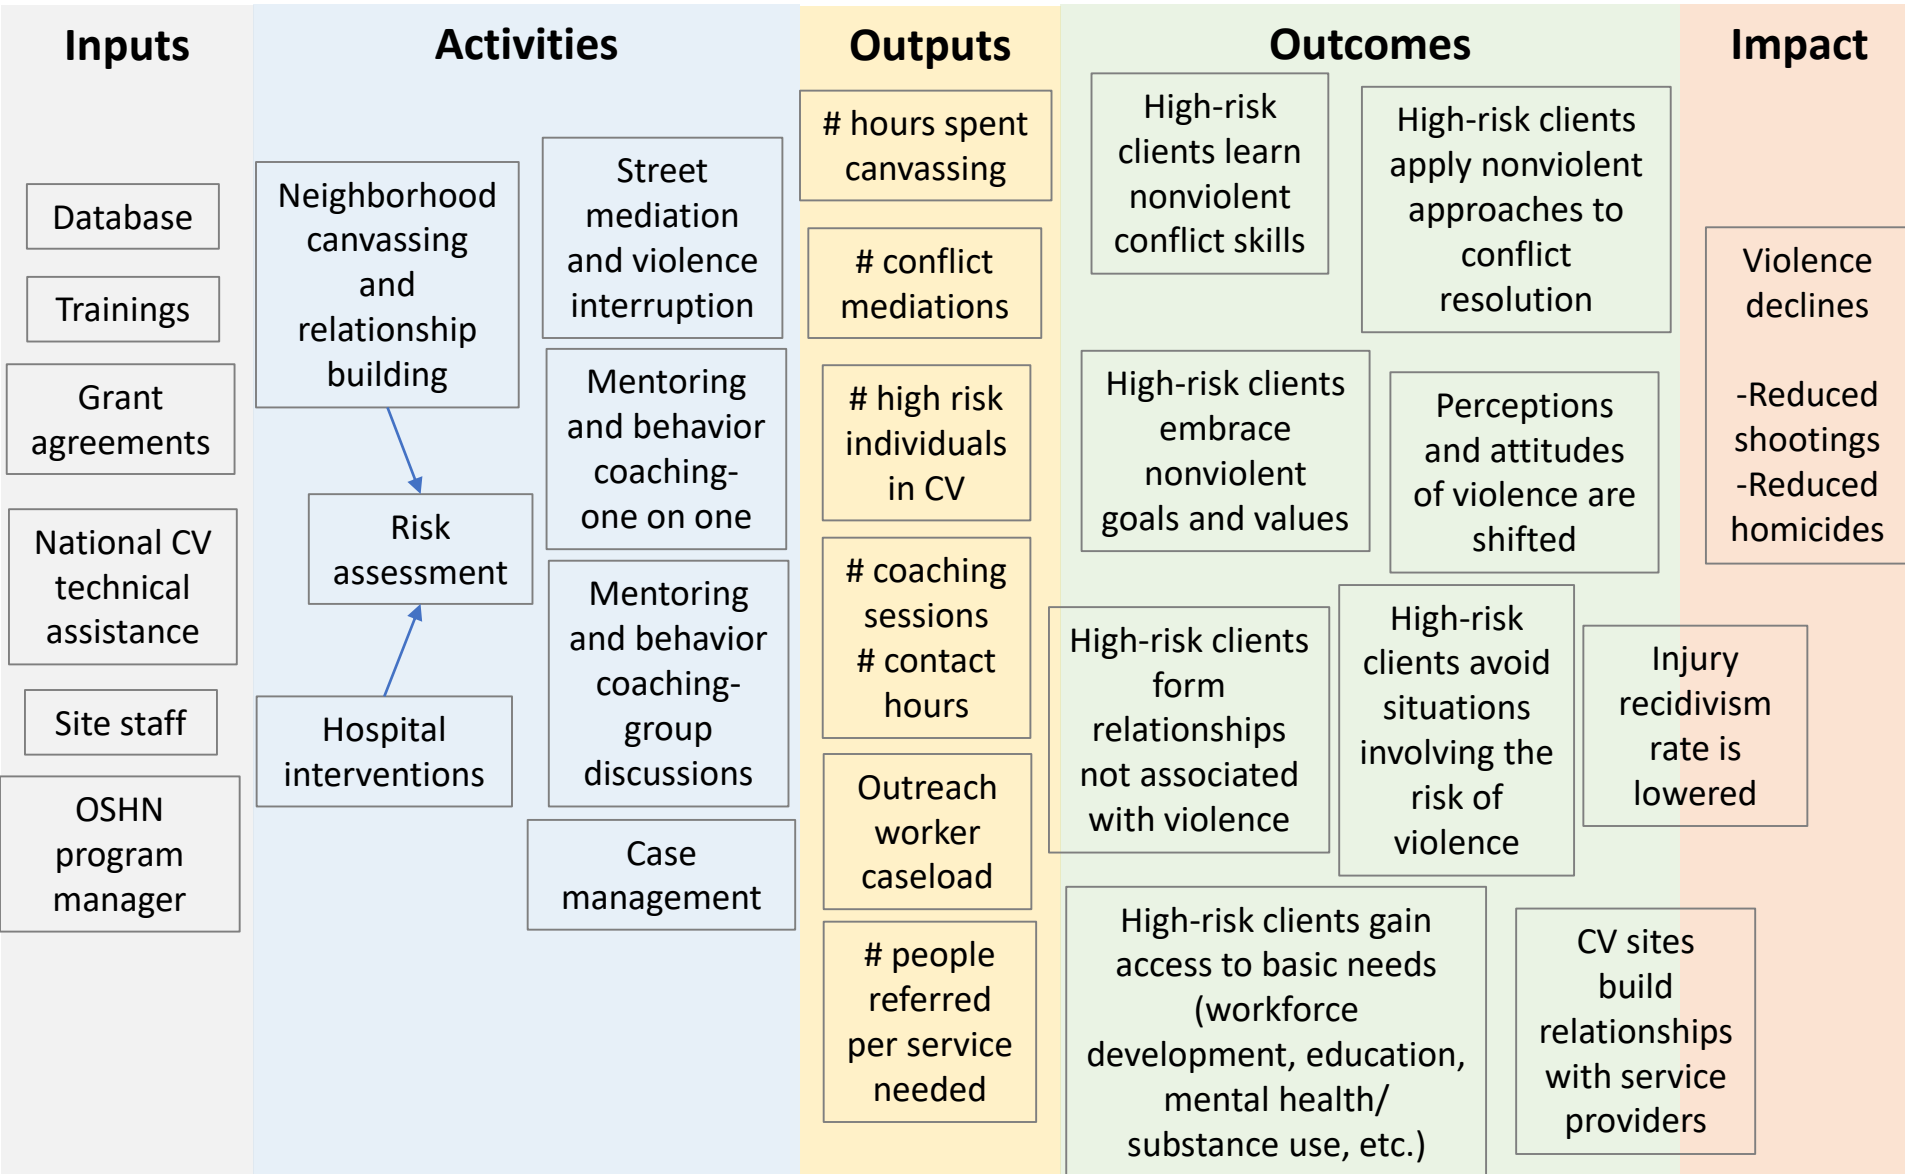 Inputs
Activities
Outputs
Outcomes
Impact
Database
Trainings
Grant
agreements
National CV
technical
assistance
Site staff
OSHN
program
manager
Neighborhood
canvassing
and
relationship
building
Risk
assessment
Hospital
interventions
Street
mediation
and violence
interruption
Mentoring
and behavior
coaching-
one on one
Mentoring
and behavior
coaching-
group
discussions
Case
management
# hours spent
canvassing
# conflict
mediations
# high risk
individuals
in CV
# coaching
sessions
# contact
hours
Outreach
worker
caseload
# people
referred
per service
needed
High-risk
clients learn
nonviolent
conflict skills
High-risk clients
apply nonviolent
approaches to
conflict
resolution
High-risk clients
embrace
nonviolent
goals and values
Perceptions
and attitudes
of violence are
shifted
High-risk clients
form
relationships
not associated
with violence
High-risk
clients avoid
situations
involving the
risk of
violence
High-risk clients gain
access to basic needs
(workforce
development, education,
mental health/
substance use, etc.)
CV sites
build
relationships
with service
providers
Violence
declines
-Reduced
shootings
-Reduced
homicides
Injury
recidivism
rate is
lowered